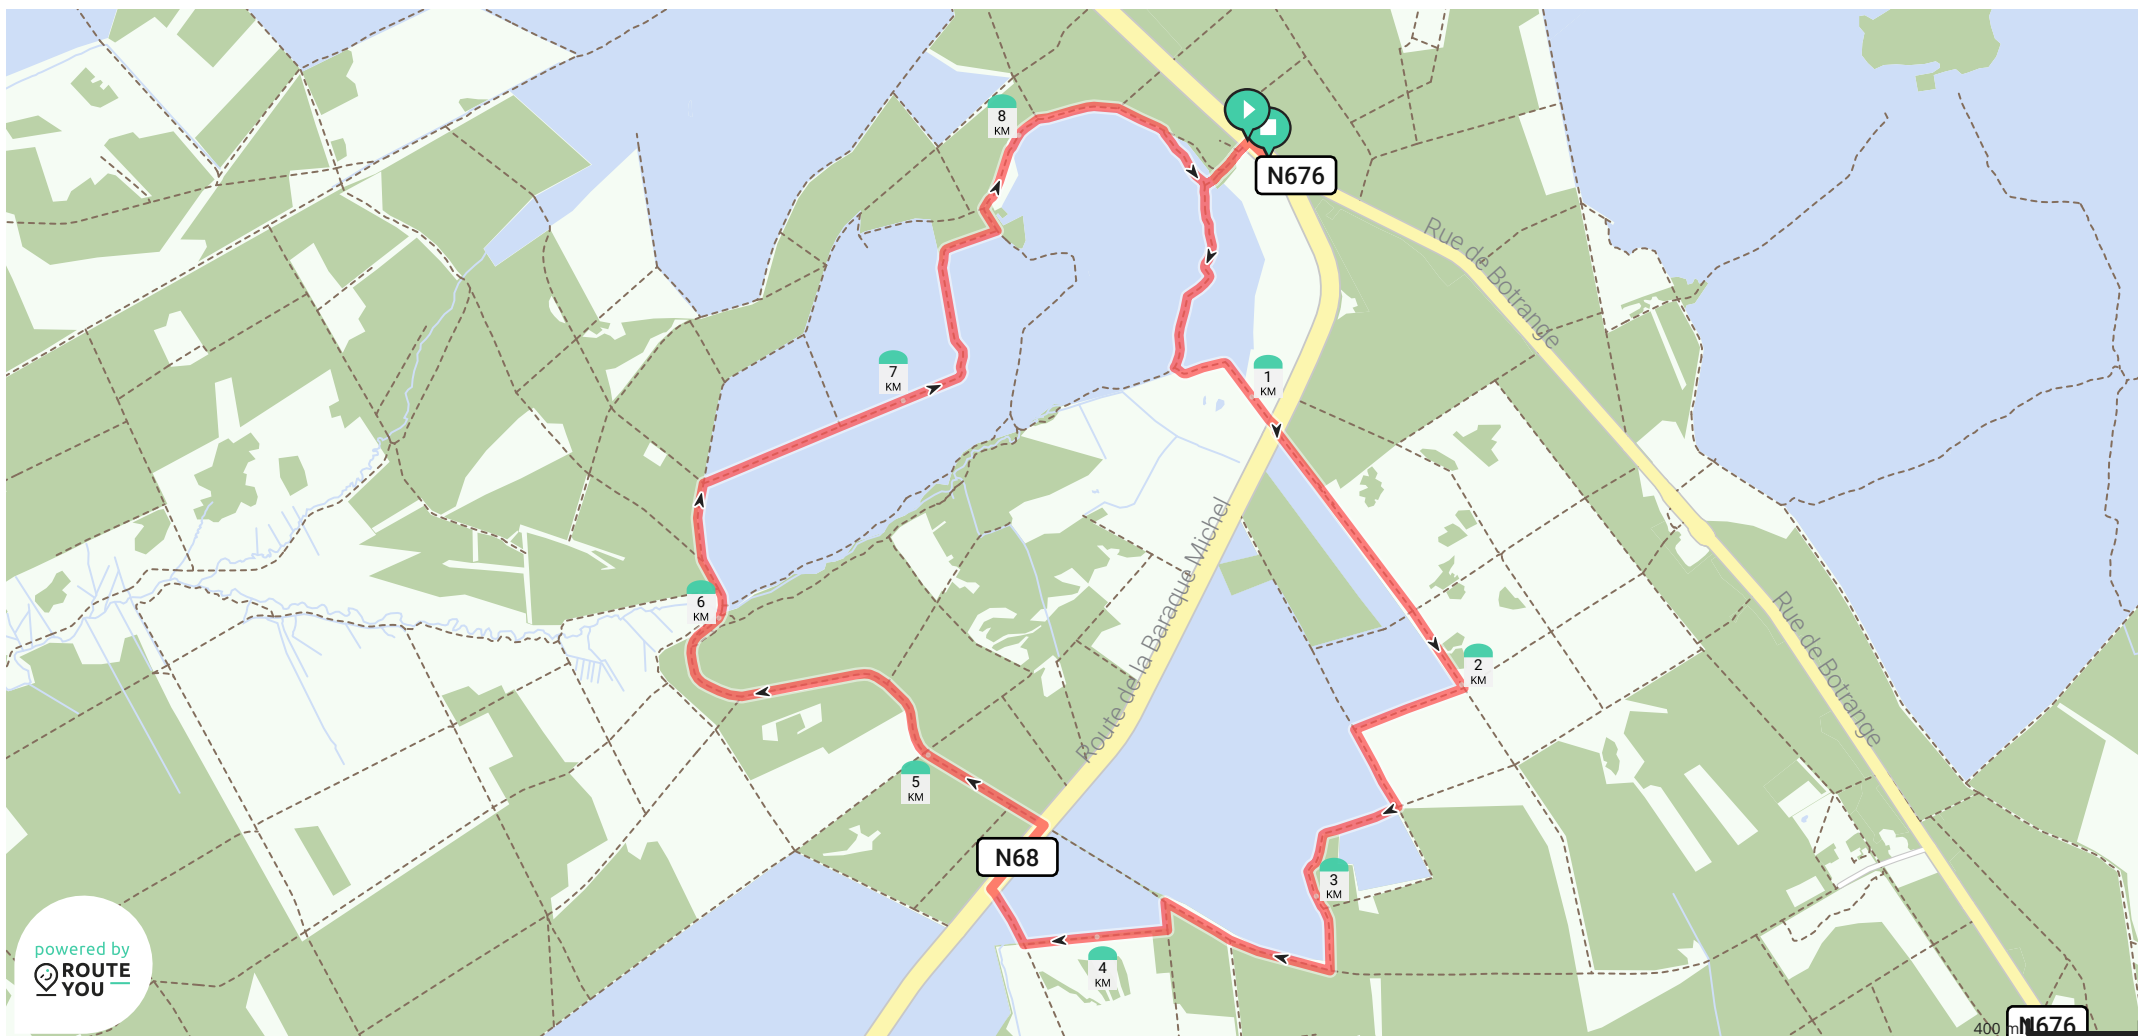 8
KM
N676
Rue de Botrange
7
KM
1
KM
Route de la Baraque Michel
6
KM
2
KM
Rue de Botrange
5
KM
N68
3
KM
4
KM
powered by
ROUTE
YOU
400 m
N676